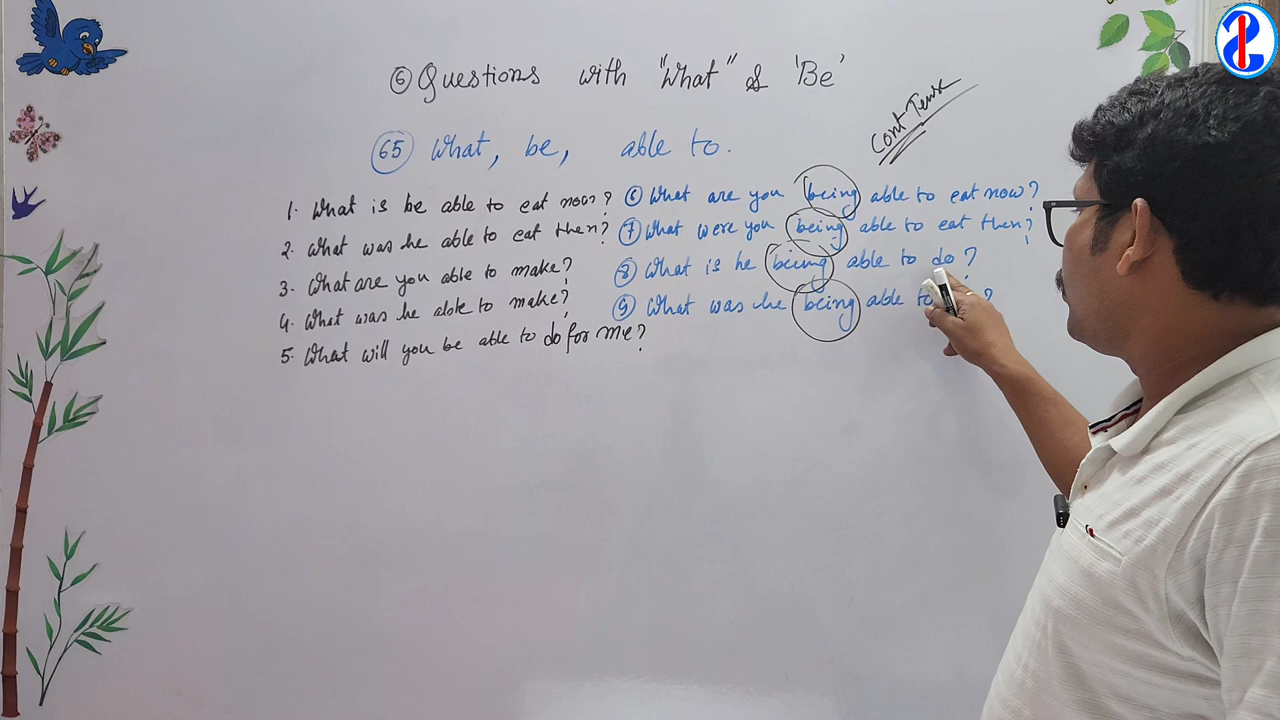 ⑥ Questions with "What" & 'Be'
Cont Tense
65 What, be, able to.
1. What is be able to eat now?
2. What was he able to eat then?
3. What are you able to make?
4. What was he able to make?
5. What will you be able to do for me?
⑥ What are you being able to eat now?
⑦ What were you being able to eat then?
⑧ What is he being able to do?
⑨ What was he being able to ?